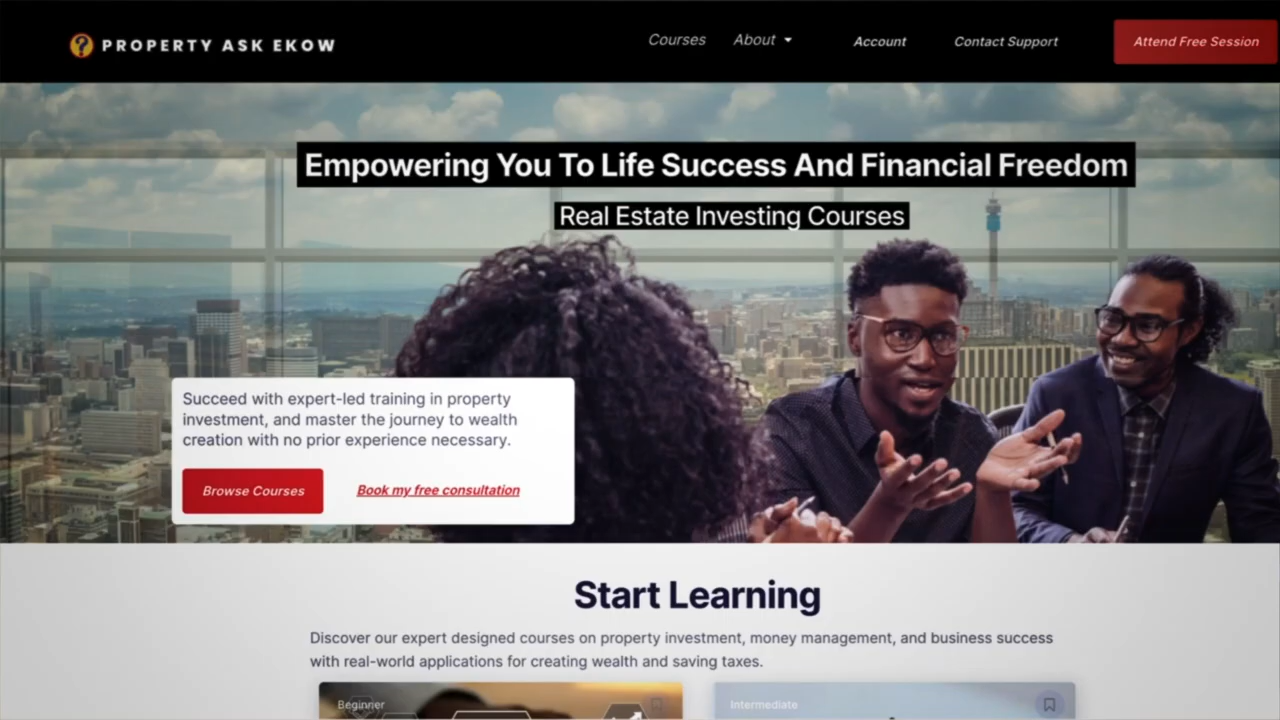 PROPERTY ASK EKOW
Courses
About
Account
Contact Support
Attend Free Session
Empowering You To Life Success And Financial Freedom
Real Estate Investing Courses
Succeed with expert-led training in property
investment, and master the journey to wealth
creation with no prior experience necessary.
Browse Courses
Book my free consultation
Start Learning
Discover our expert designed courses on property investment, money management, and business success
with real-world applications for creating wealth and saving taxes.
Beginner
Intermediate